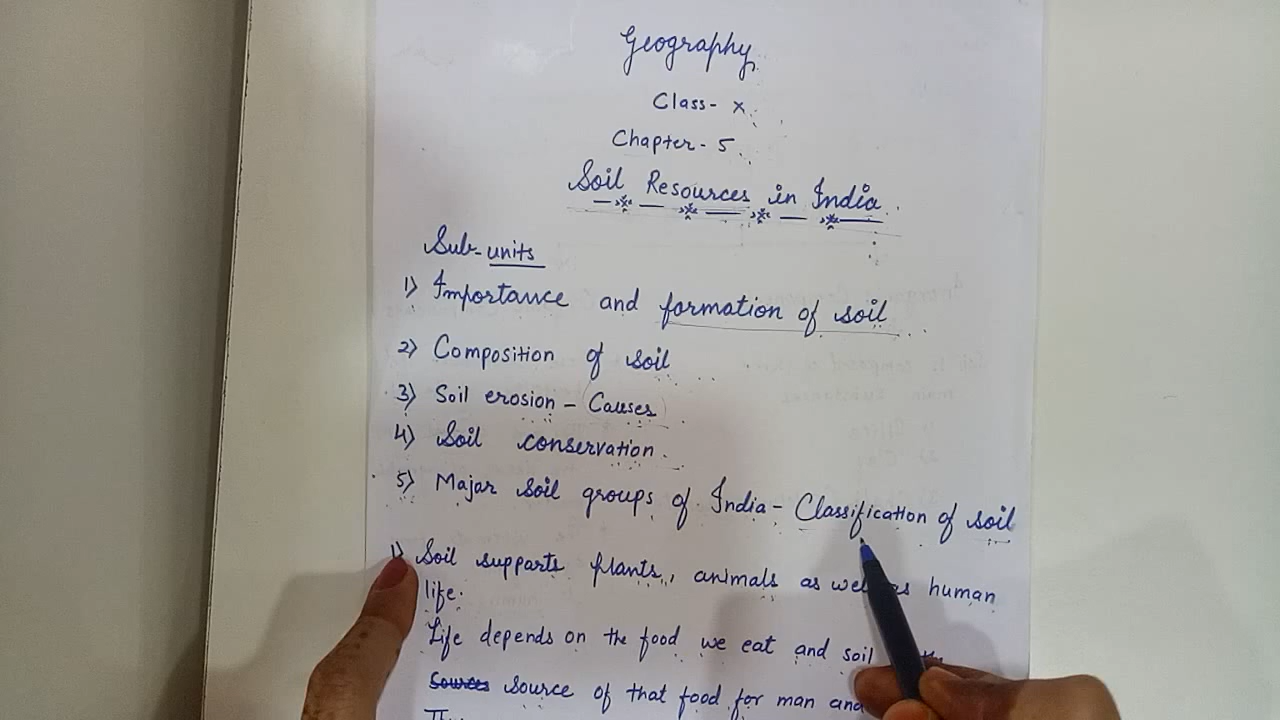 Geography
Class- X
Chapter - 5
Soil Resources in India
Sub-units
1) Importance and formation of soil
2) Composition of soil
3) Soil erosion - Causes
4) Soil conservation.
5) Majar soil groups of India - Classification of soil
1) Soil supports plants, animals as well as human
life.
Life depends on the food we eat and soil
source of that food for man and